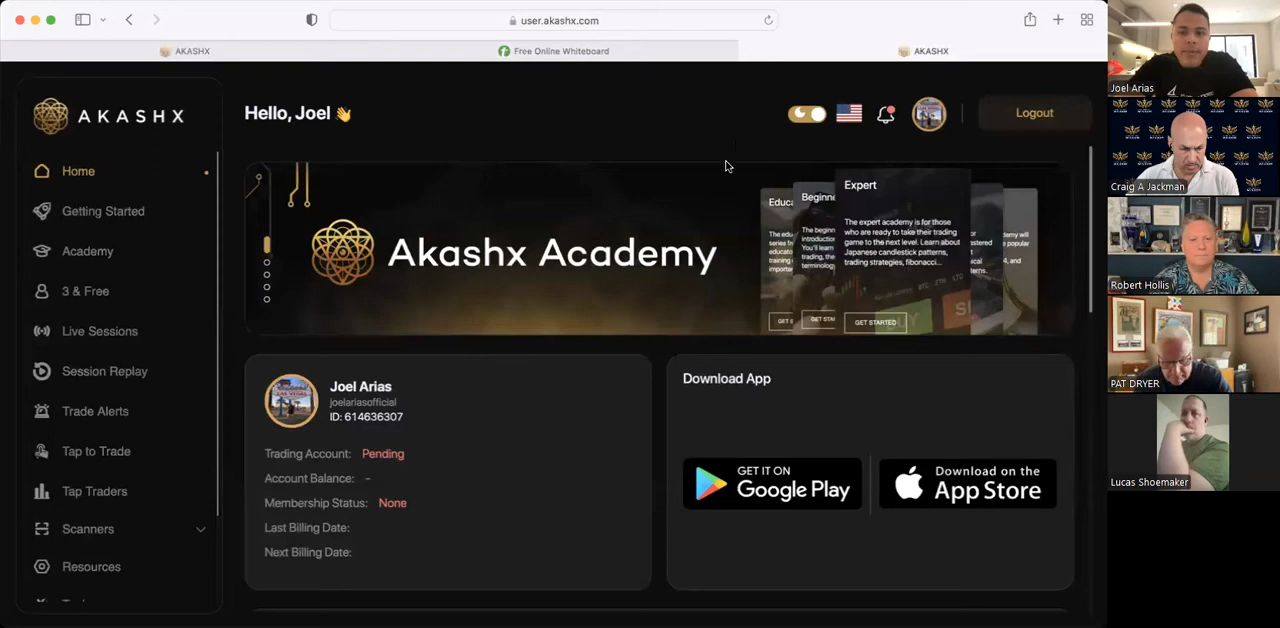 user.akashx.com
AKASHX
Free Online Whiteboard
AKASHX
AKASHX
Hello, Joel 👋
Logout
Home
Getting Started
Academy
3 & Free
Live Sessions
Session Replay
Trade Alerts
Tap to Trade
Tap Traders
Scanners
Resources
Akashx Academy
Educa
Beginne
Expert
The expert academy is for those
who are ready to take their trading
game to the next level. Learn about
Japanese candlestick patterns,
trading strategies, fibonacci...
GET STARTED
Joel Arias
joelariasofficial
ID: 614636307
Trading Account: Pending
Account Balance: -
Membership Status: None
Last Billing Date:
Next Billing Date:
Download App
GET IT ON
Google Play
Download on the
App Store
Joel Arias
Craig A Jackman
Robert Hollis
PAT DRYER
Lucas Shoemaker